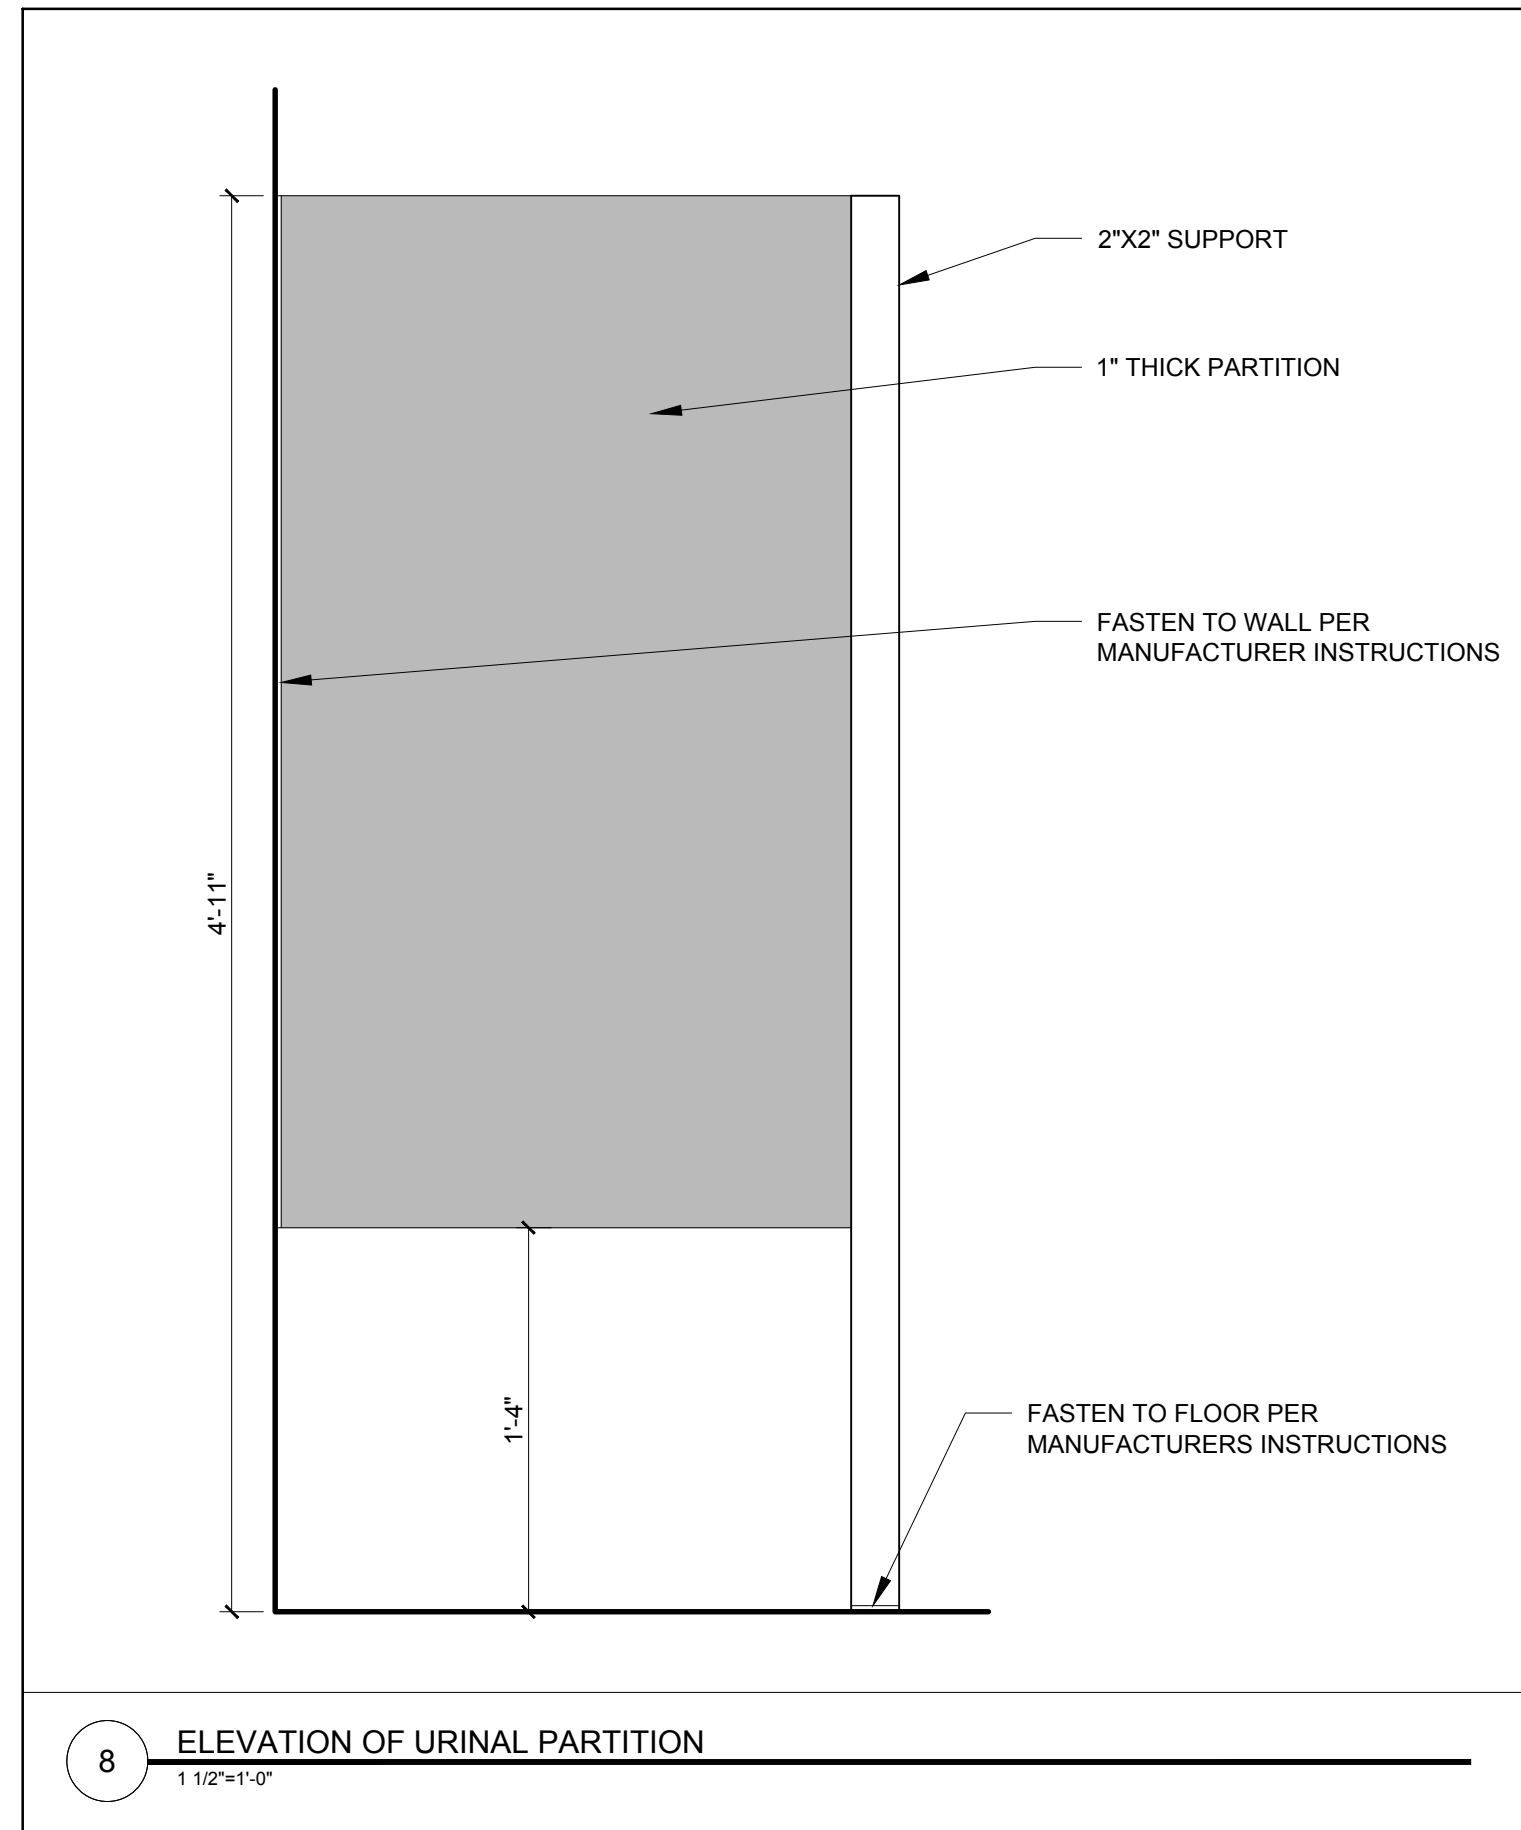 2"X2" SUPPORT
1" THICK PARTITION
FASTEN TO WALL PER
MANUFACTURER INSTRUCTIONS
4'-11"
1'-4"
FASTEN TO FLOOR PER
MANUFACTURERS INSTRUCTIONS
8
ELEVATION OF URINAL PARTITION
1 1/2"=1'-0"